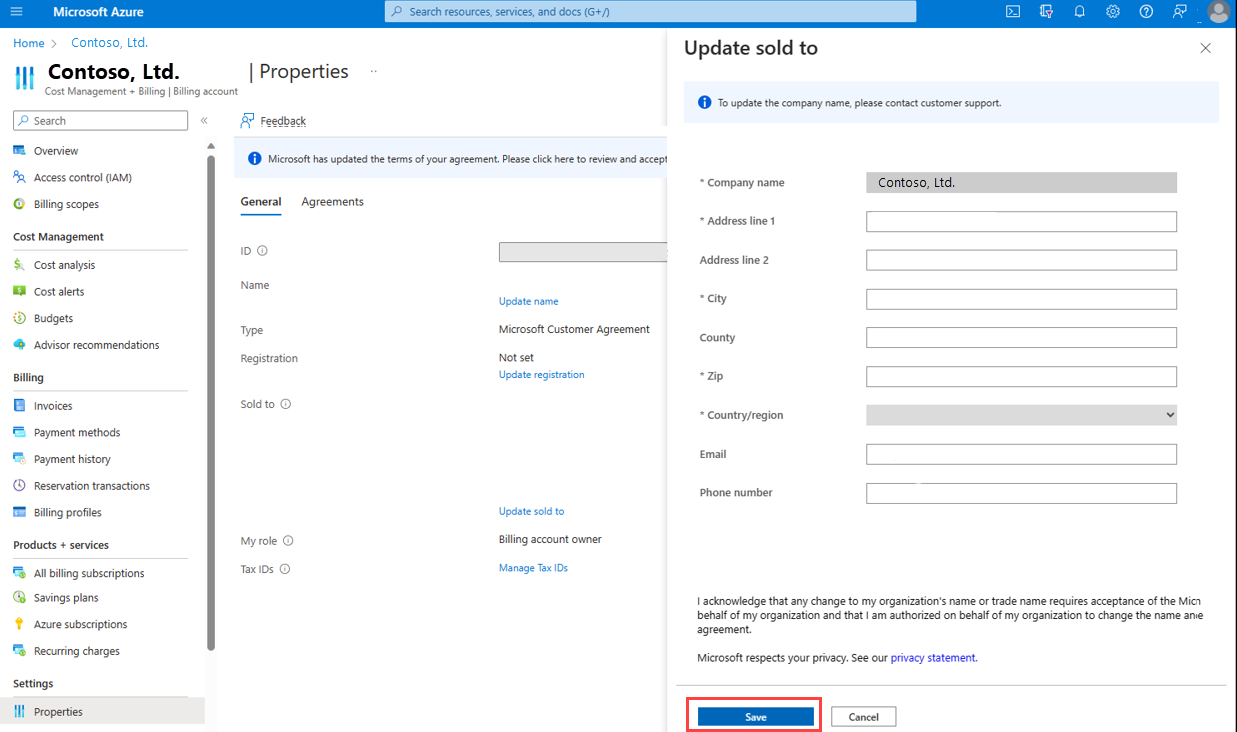 Microsoft Azure
Search resources, services, and docs (G+/)
Home > Contoso, Ltd.
Contoso, Ltd. | Properties ..
Cost Management + Billing | Billing account
Search
«
Overview
Access control (IAM)
Billing scopes
Cost Management
Cost analysis
Cost alerts
Budgets
Advisor recommendations
Billing
Invoices
Payment methods
Payment history
Reservation transactions
Billing profiles
Products + services
All billing subscriptions
Savings plans
Azure subscriptions
Recurring charges
Settings
Properties
Feedback
Microsoft has updated the terms of your agreement. Please click here to review and accept
General Agreements
ID
Name
Update name
Type Microsoft Customer Agreement
Registration Not set
Update registration
Sold to
Update sold to
My role Billing account owner
Tax IDs Manage Tax IDs
Update sold to
To update the company name, please contact customer support.
* Company name Contoso, Ltd.
* Address line 1
Address line 2
* City
County
* Zip
* Country/region
Email
Phone number
I acknowledge that any change to my organization's name or trade name requires acceptance of the
behalf of my organization and that I am authorized on behalf of my organization to change the name
agreement.
Microsoft respects your privacy. See our privacy statement.
Save Cancel